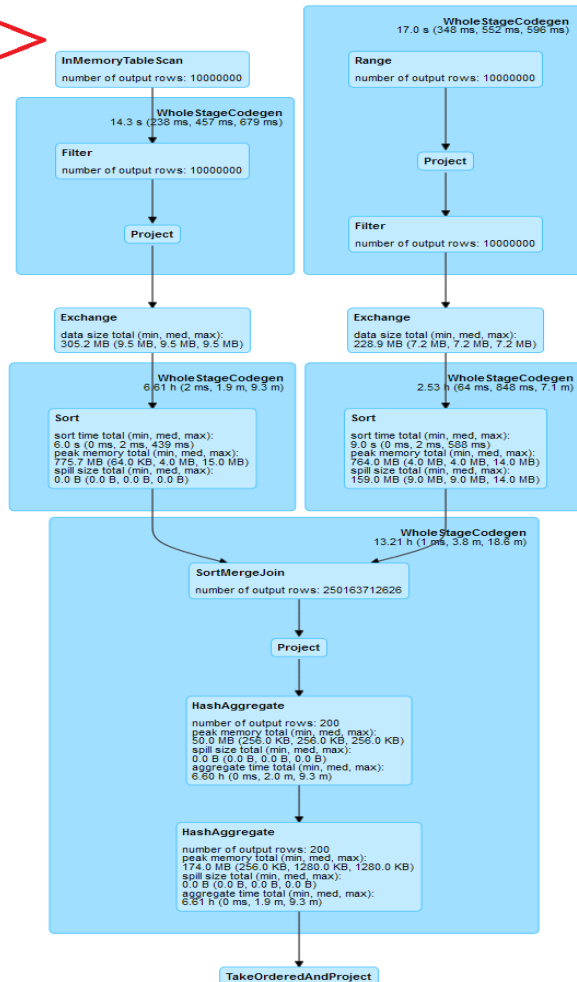 WholeStageCodegen
17.0 s (348 ms, 552 ms, 596 ms)
InMemoryTableScan
number of output rows: 10000000
Range
number of output rows: 10000000
WholeStageCodegen
14.3 s (238 ms, 457 ms, 679 ms)
Filter
number of output rows: 10000000
Project
Project
Filter
number of output rows: 10000000
Exchange
data size total (min, med, max):
305.2 MB (9.5 MB, 9.5 MB, 9.5 MB)
Exchange
data size total (min, med, max):
228.9 MB (7.2 MB, 7.2 MB, 7.2 MB)
WholeStageCodegen
6.61 h (2 ms, 1.9 m, 9.3 m)
Sort
sort time total (min, med, max):
6.0 s (0 ms, 2 ms, 439 ms)
peak memory total (min, med, max):
775.7 MB (64.0 KB, 4.0 MB, 15.0 MB)
spill size total (min, med, max):
0.0 B (0.0 B, 0.0 B, 0.0 B)
WholeStageCodegen
2.53 h (64 ms, 848 ms, 7.1 m)
Sort
sort time total (min, med, max):
9.0 s (0 ms, 2 ms, 588 ms)
peak memory total (min, med, max):
764.0 MB (4.0 MB, 4.0 MB, 14.0 MB)
spill size total (min, med, max):
159.0 MB (9.0 MB, 9.0 MB, 14.0 MB)
WholeStageCodegen
13.21 h (1 ms, 3.8 m, 18.6 m)
SortMergeJoin
number of output rows: 250163712626
Project
HashAggregate
number of output rows: 200
peak memory total (min, med, max):
50.0 MB (256.0 KB, 256.0 KB, 256.0 KB)
spill size total (min, med, max):
0.0 B (0.0 B, 0.0 B, 0.0 B)
aggregate time total (min, med, max):
6.60 h (0 ms, 2.0 m, 9.3 m)
HashAggregate
number of output rows: 200
peak memory total (min, med, max):
174.0 MB (256.0 KB, 1280.0 KB, 1280.0 KB)
spill size total (min, med, max):
0.0 B (0.0 B, 0.0 B, 0.0 B)
aggregate time total (min, med, max):
6.61 h (0 ms, 1.9 m, 9.3 m)
TakeOrderedAndProject